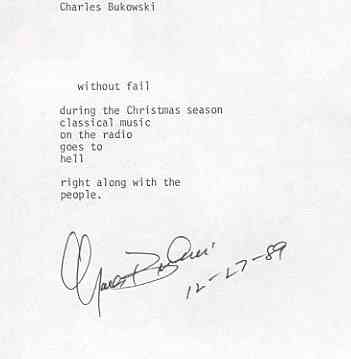 Charles Bukowski
without fail
during the Christmas season
classical music
on the radio
goes to
hell
right along with the
people.
Charles Bukowski
12-27-89